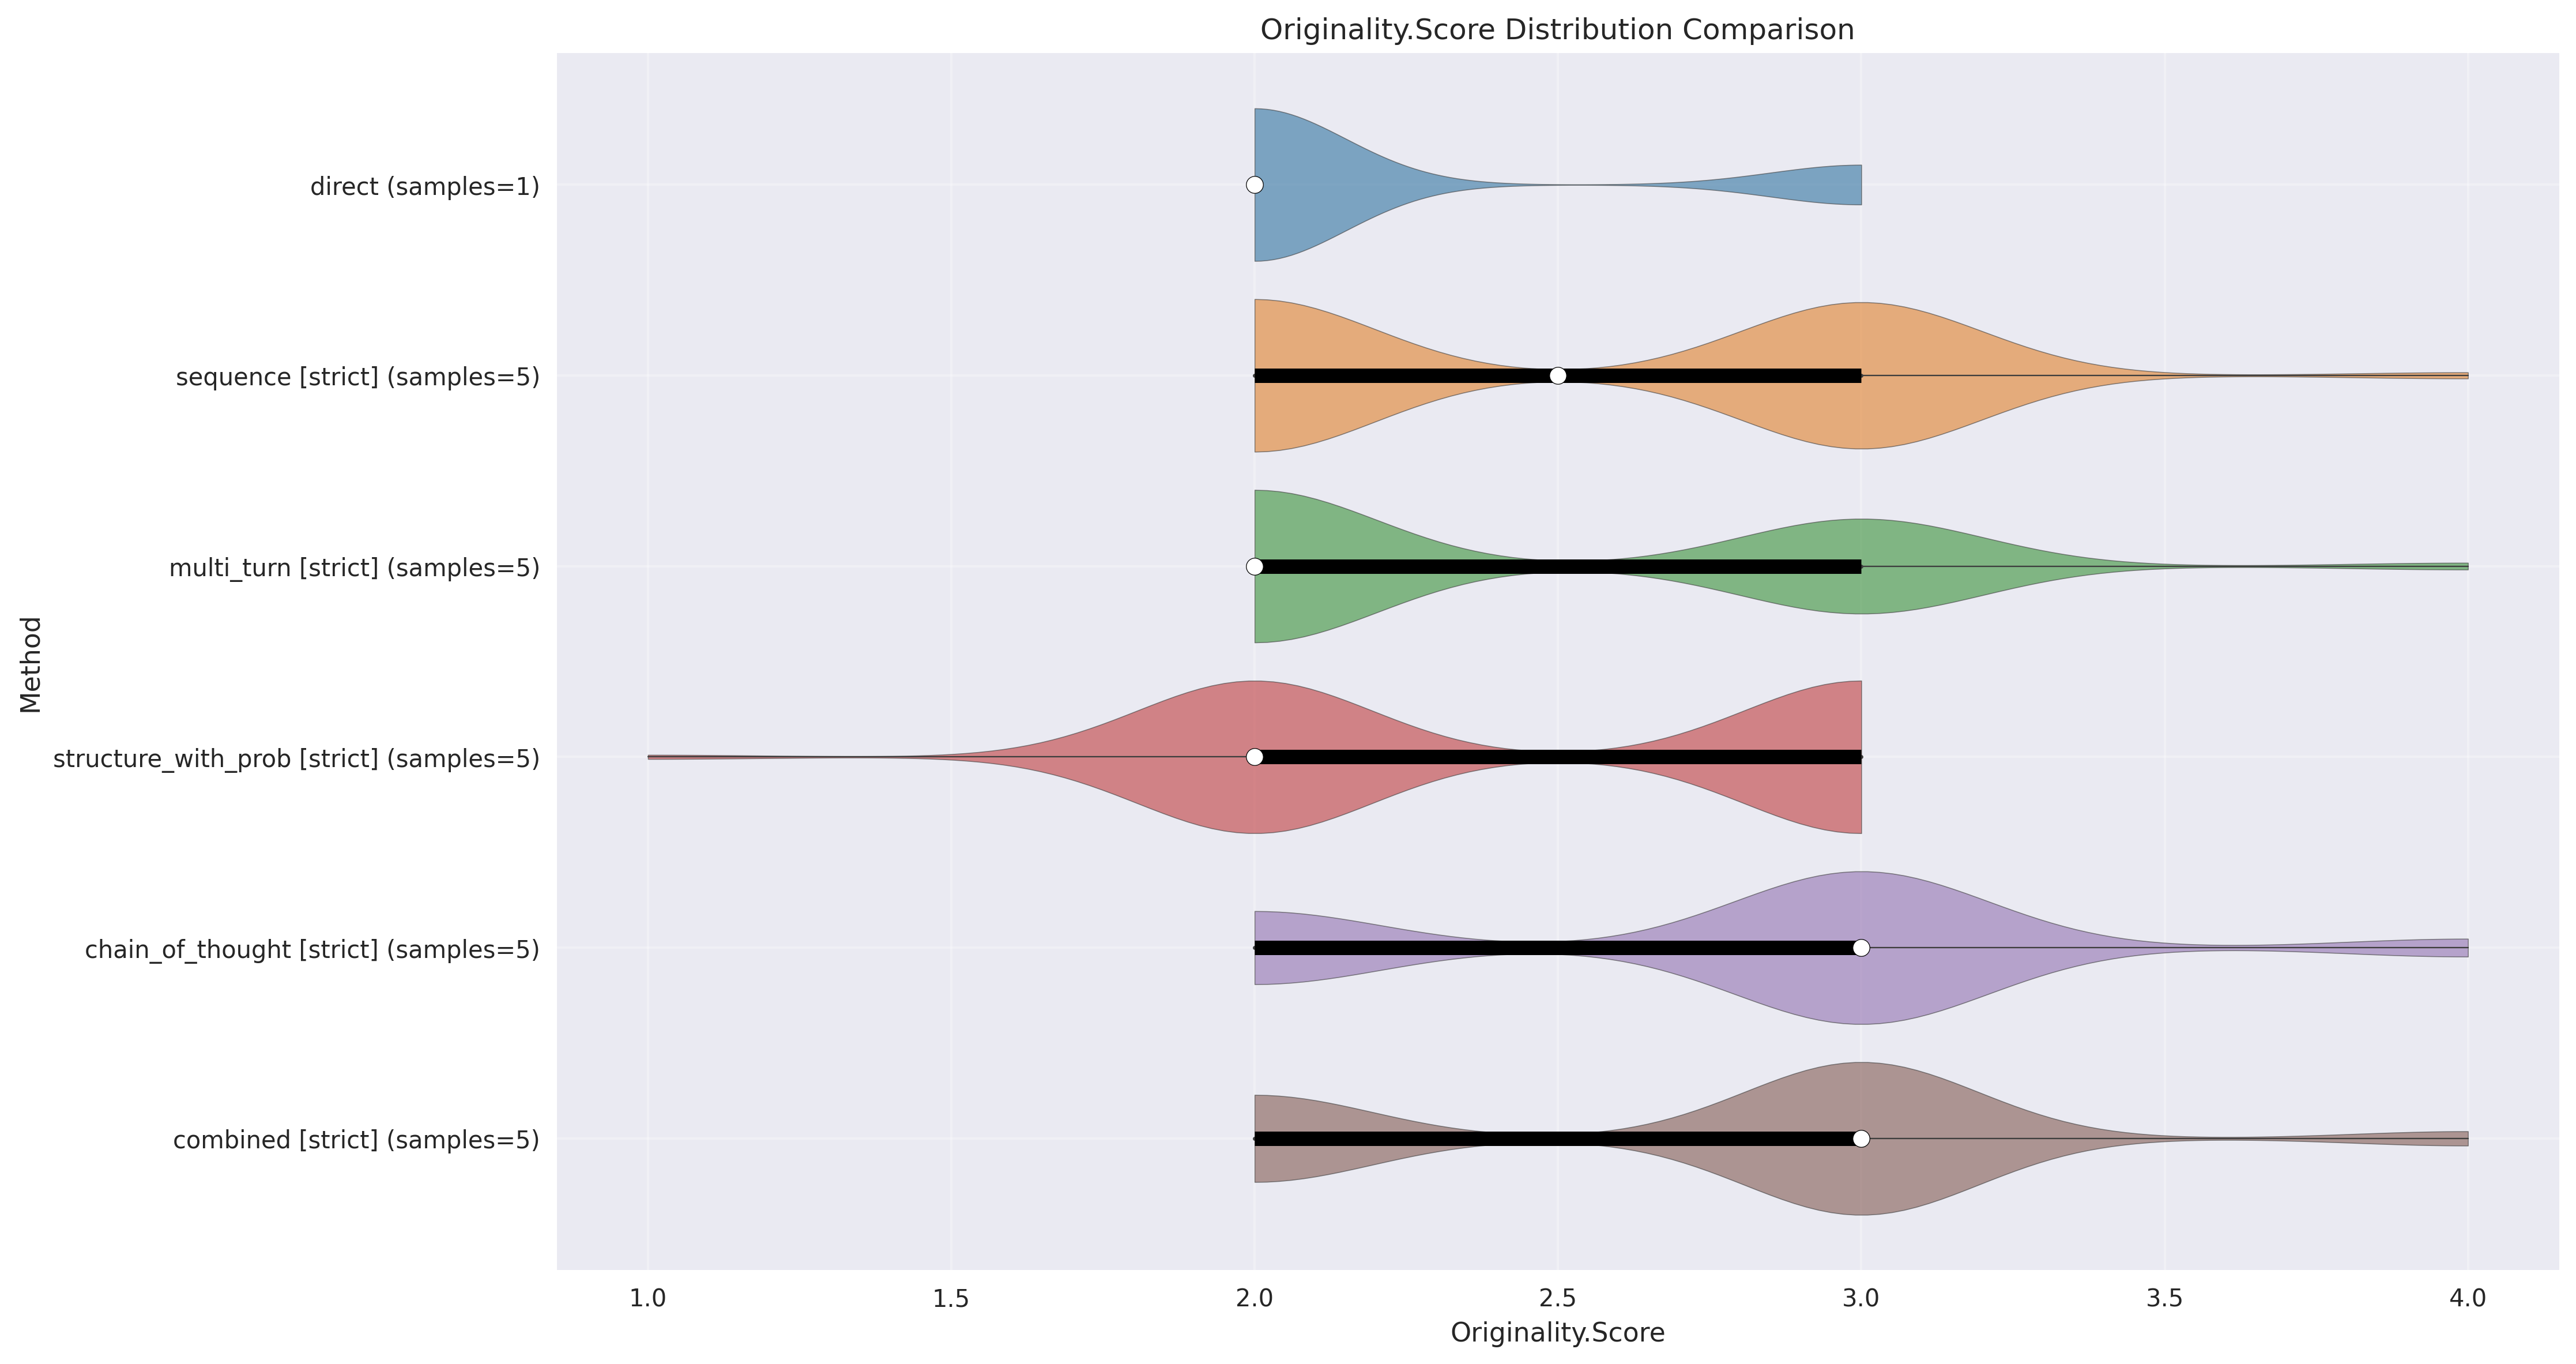 Originality.Score Distribution Comparison
Method
direct (samples=1)
sequence [strict] (samples=5)
multi_turn [strict] (samples=5)
structure_with_prob [strict] (samples=5)
chain_of_thought [strict] (samples=5)
combined [strict] (samples=5)
1.0 1.5 2.0 2.5 3.0 3.5 4.0
Originality.Score